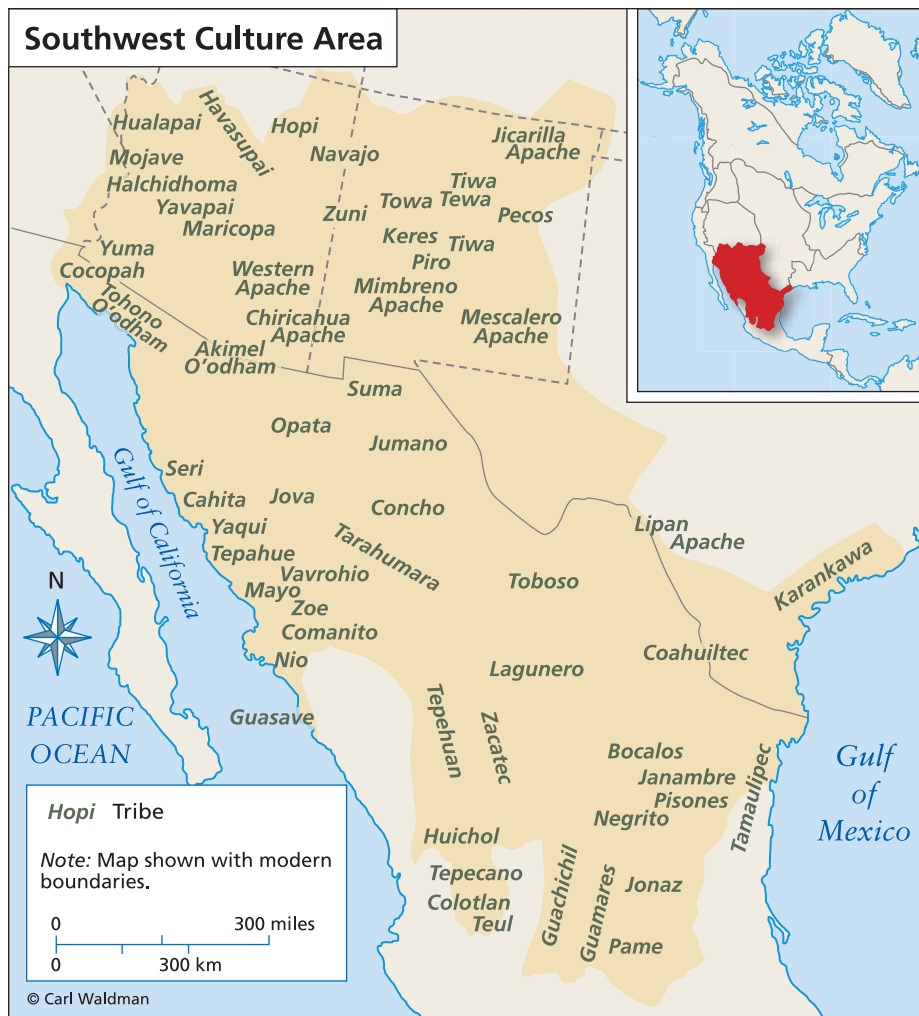 Southwest Culture Area
Hualapai
Havasupai
Hopi
Navajo
Jicarilla
Apache
Mojave
Halchidhoma
Yavapai
Maricopa
Zuni
Towa
Tiwa
Tewa
Pecos
Keres
Tiwa
Piro
Yuma
Cocopah
Tohono
O'odham
Western
Apache
Mimbreno
Apache
Chiricahua
Apache
Mescalero
Apache
Akimel
O'odham
Suma
Opata
Jumano
Seri
Cahita
Jova
Concho
Yaqui
Tepahue
Tarahumara
Lipan
Apache
Vavrohio
Mayo
Zoe
Toboso
Karankawa
Comanito
Nio
Lagunero
Coahuiltec
Guasave
Tepehuan
Zacatec
Bocalos
Janambre
Pisones
Negrito
Tamaulipec
Huichol
Tepecano
Colotlan
Teul
Guachichil
Guamares
Jonaz
Pame
Gulf of California
N
PACIFIC
OCEAN
Gulf
of
Mexico
Hopi Tribe
Note: Map shown with modern
boundaries.
0 300 miles
0 300 km
© Carl Waldman